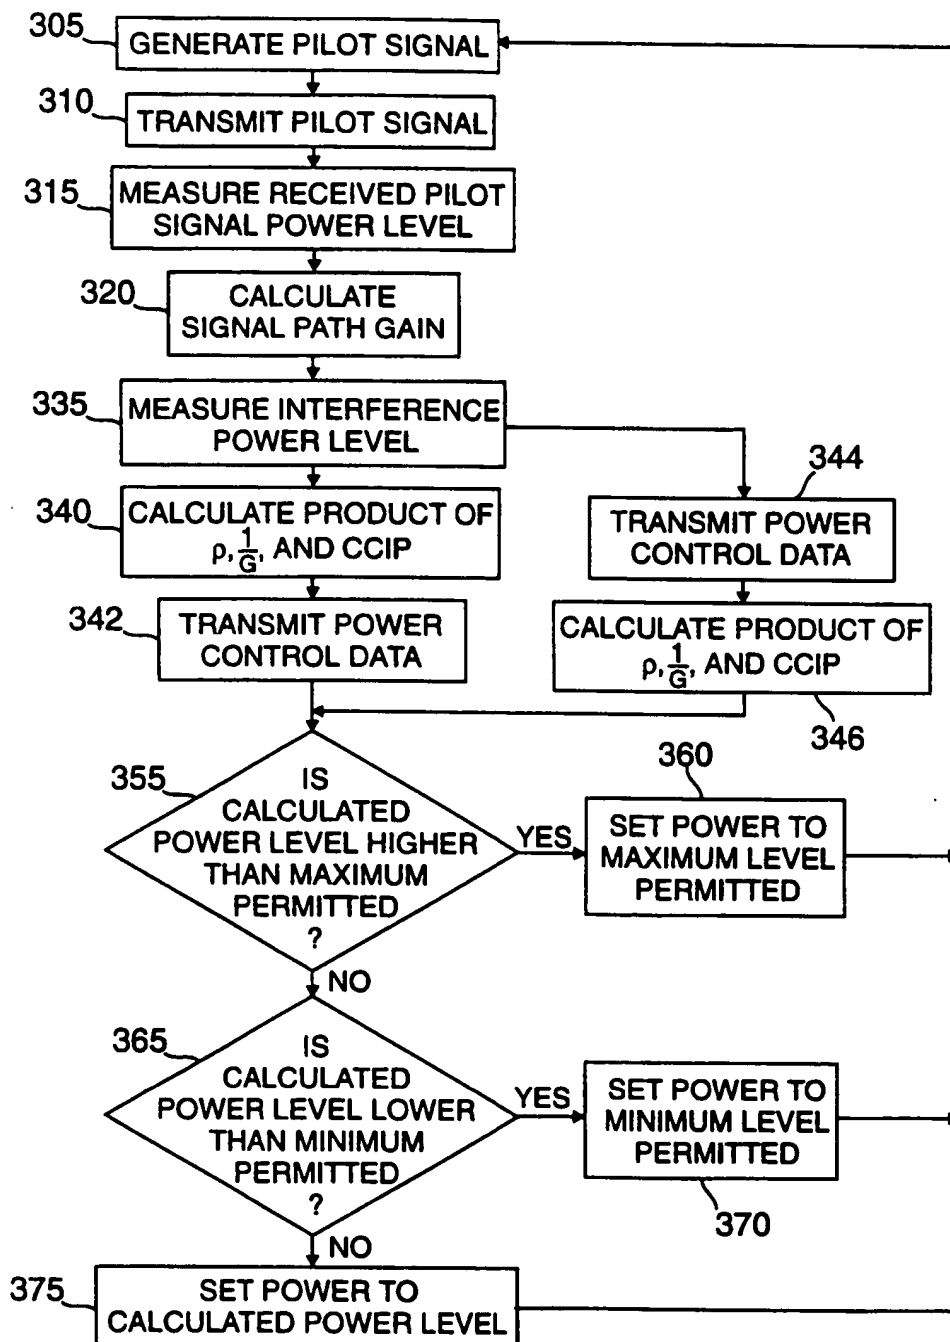 305
GENERATE PILOT SIGNAL
310
TRANSMIT PILOT SIGNAL
315
MEASURE RECEIVED PILOT
SIGNAL POWER LEVEL
320
CALCULATE
SIGNAL PATH GAIN
335
MEASURE INTERFERENCE
POWER LEVEL
340
CALCULATE PRODUCT OF
ρ, 1/G, AND CCIP
342
TRANSMIT POWER
CONTROL DATA
344
TRANSMIT POWER
CONTROL DATA
CALCULATE PRODUCT OF
ρ, 1/G, AND CCIP
346
355
IS
CALCULATED
POWER LEVEL HIGHER
THAN MAXIMUM
PERMITTED
?
YES
360
SET POWER TO
MAXIMUM LEVEL
PERMITTED
NO
365
IS
CALCULATED
POWER LEVEL LOWER
THAN MINIMUM
PERMITTED
?
YES
SET POWER TO
MINIMUM LEVEL
PERMITTED
370
NO
375
SET POWER TO
CALCULATED POWER LEVEL